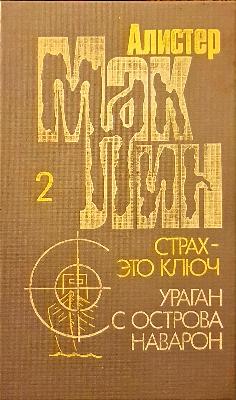 Алистер
Мак
Лин
2
СТРАХ-
ЭТО КЛЮЧ
УРАГАН
С ОСТРОВА
НАВАРОН